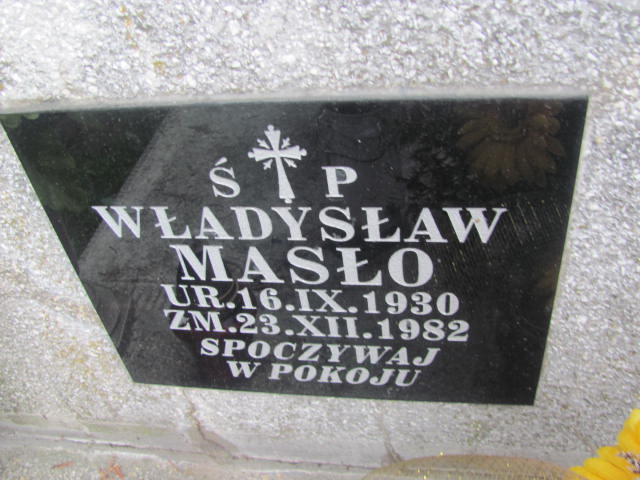 Ś P
WŁADYSŁAW
MASŁO
UR.16.IX.1930
ZM.23.XII.1982
SPOCZYWAJ
W POKOJU